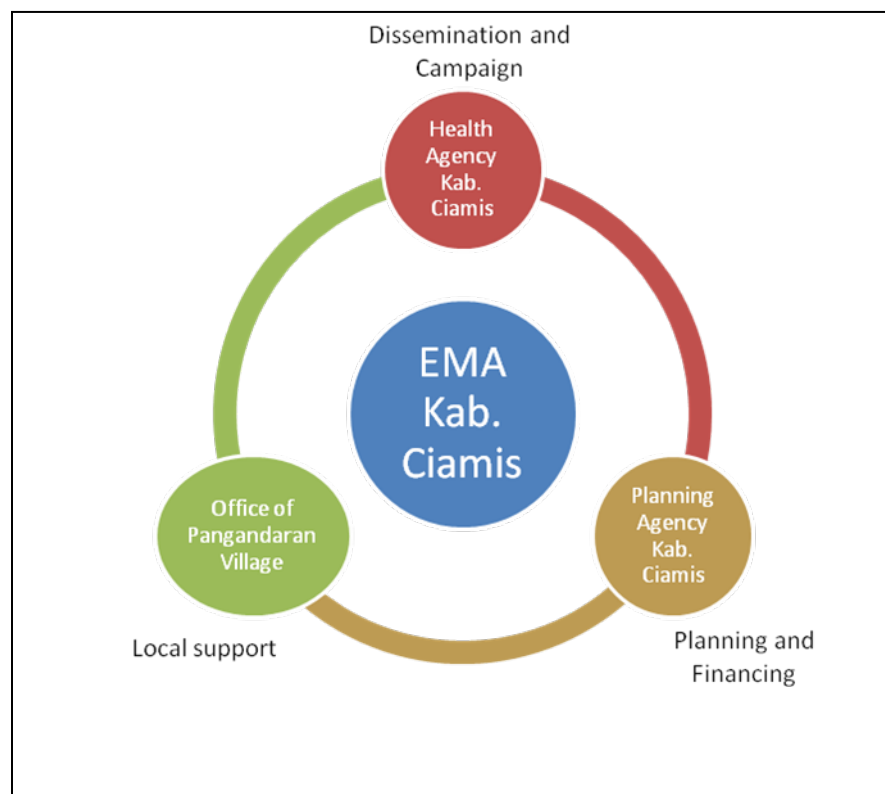 Dissemination and
Campaign
Health
Agency
Kab.
Ciamis
EMA
Kab.
Ciamis
Office of
Pangandaran
Village
Planning
Agency
Kab.
Ciamis
Local support
Planning and
Financing